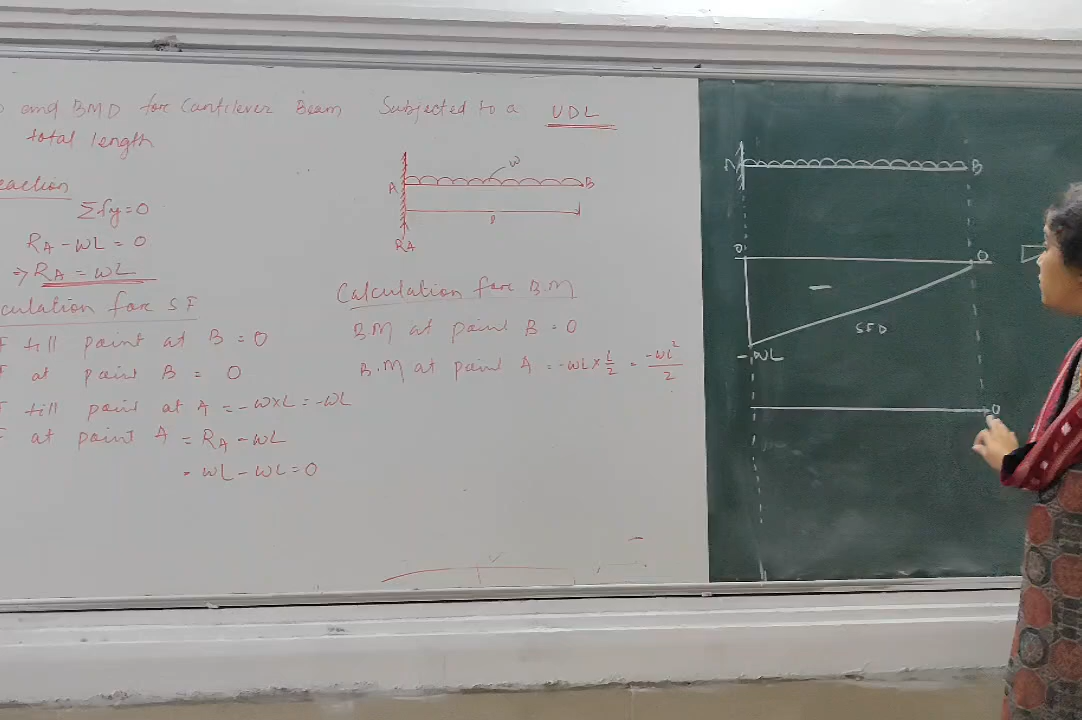 and BMD for Cantilever Beam Subjected to a UDL
total length
eaction
Σfy=0
RA - WL = 0
⇒ RA = WL
culation for SF
F till point at B = 0
F at point B = 0
F till point at A = -W×L = -WL
F at point A = RA - WL
= WL - WL = 0
W
A B
l
RA
Calculation for B.M
B.M at point B = 0
B.M at point A = -WL × L/2 = -WL²/2
A B
0 0
-
SFD
-WL
0